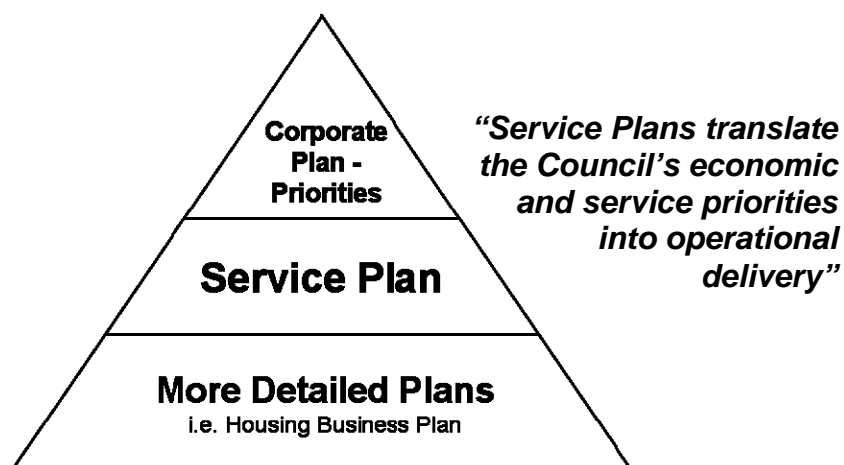 Corporate
Plan -
Priorities
“Service Plans translate
the Council’s economic
and service priorities
into operational
delivery”
Service Plan
More Detailed Plans
i.e. Housing Business Plan